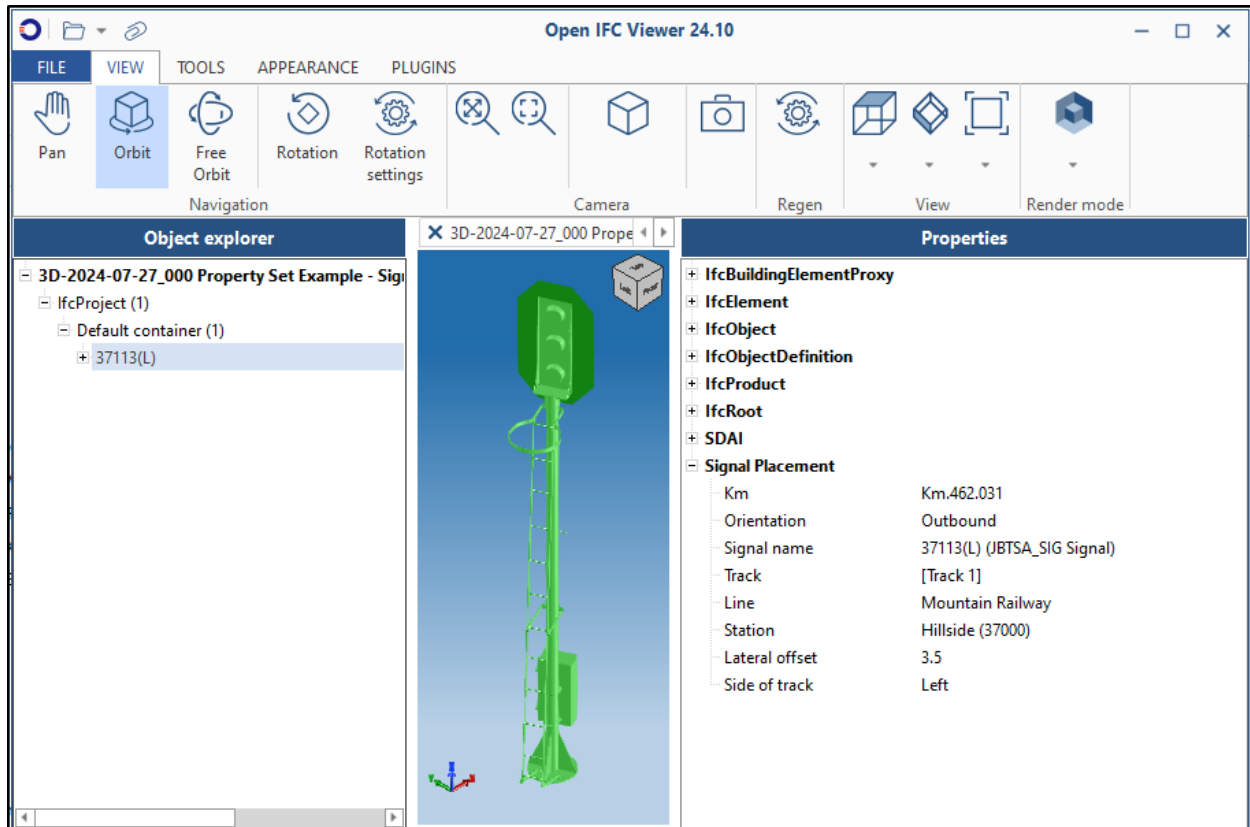 Open IFC Viewer 24.10
FILE VIEW TOOLS APPEARANCE PLUGINS
Pan Orbit Free Orbit Rotation Rotation settings
Navigation Camera Regen View Render mode
Object explorer
3D-2024-07-27_000 Property Set Example - Sig
IfcProject (1)
Default container (1)
37113(L)
3D-2024-07-27_000 Prope
Properties
IfcBuildingElementProxy
IfcElement
IfcObject
IfcObjectDefinition
IfcProduct
IfcRoot
SDAI
Signal Placement
Km Km.462.031
Orientation Outbound
Signal name 37113(L) (JBTSA_SIG Signal)
Track [Track 1]
Line Mountain Railway
Station Hillside (37000)
Lateral offset 3.5
Side of track Left